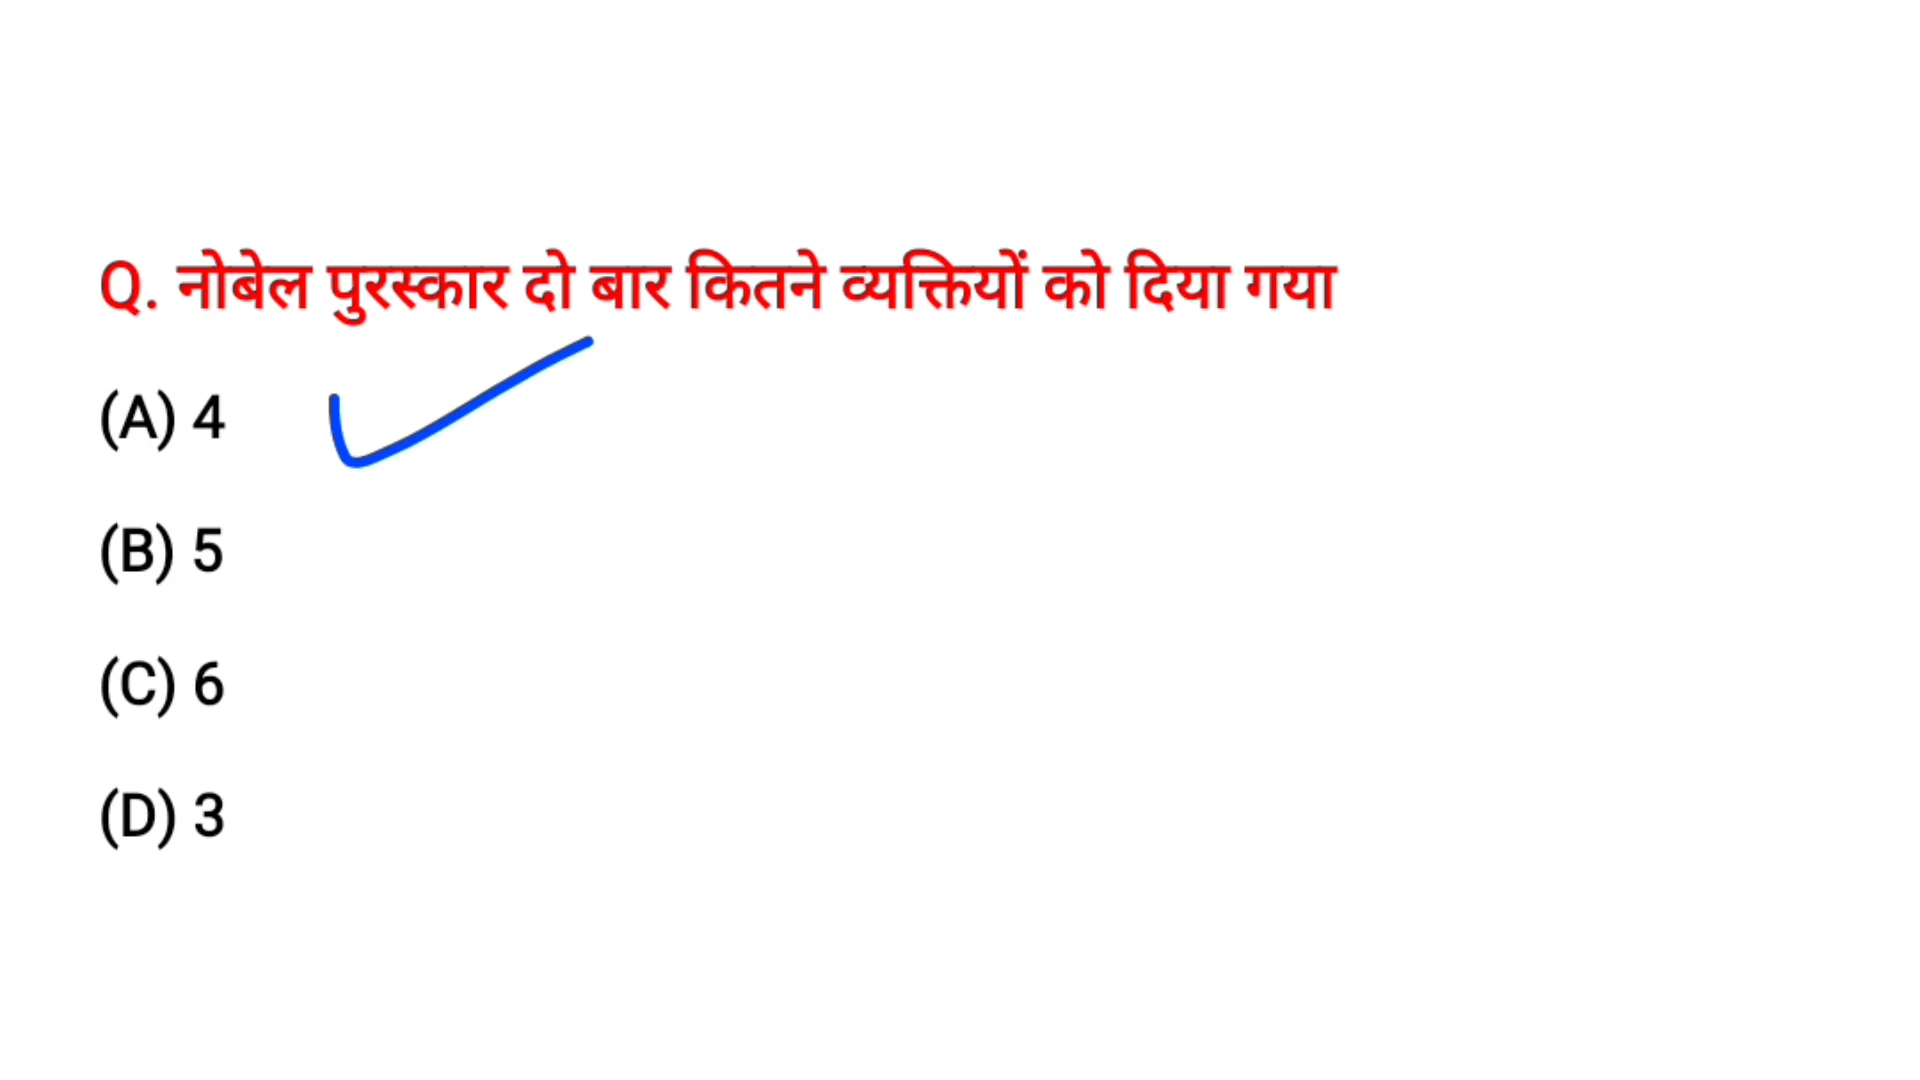 Q. नोबेल पुरस्कार दो बार कितने व्यक्तियों को दिया गया
(A) 4
(B) 5
(C) 6
(D) 3